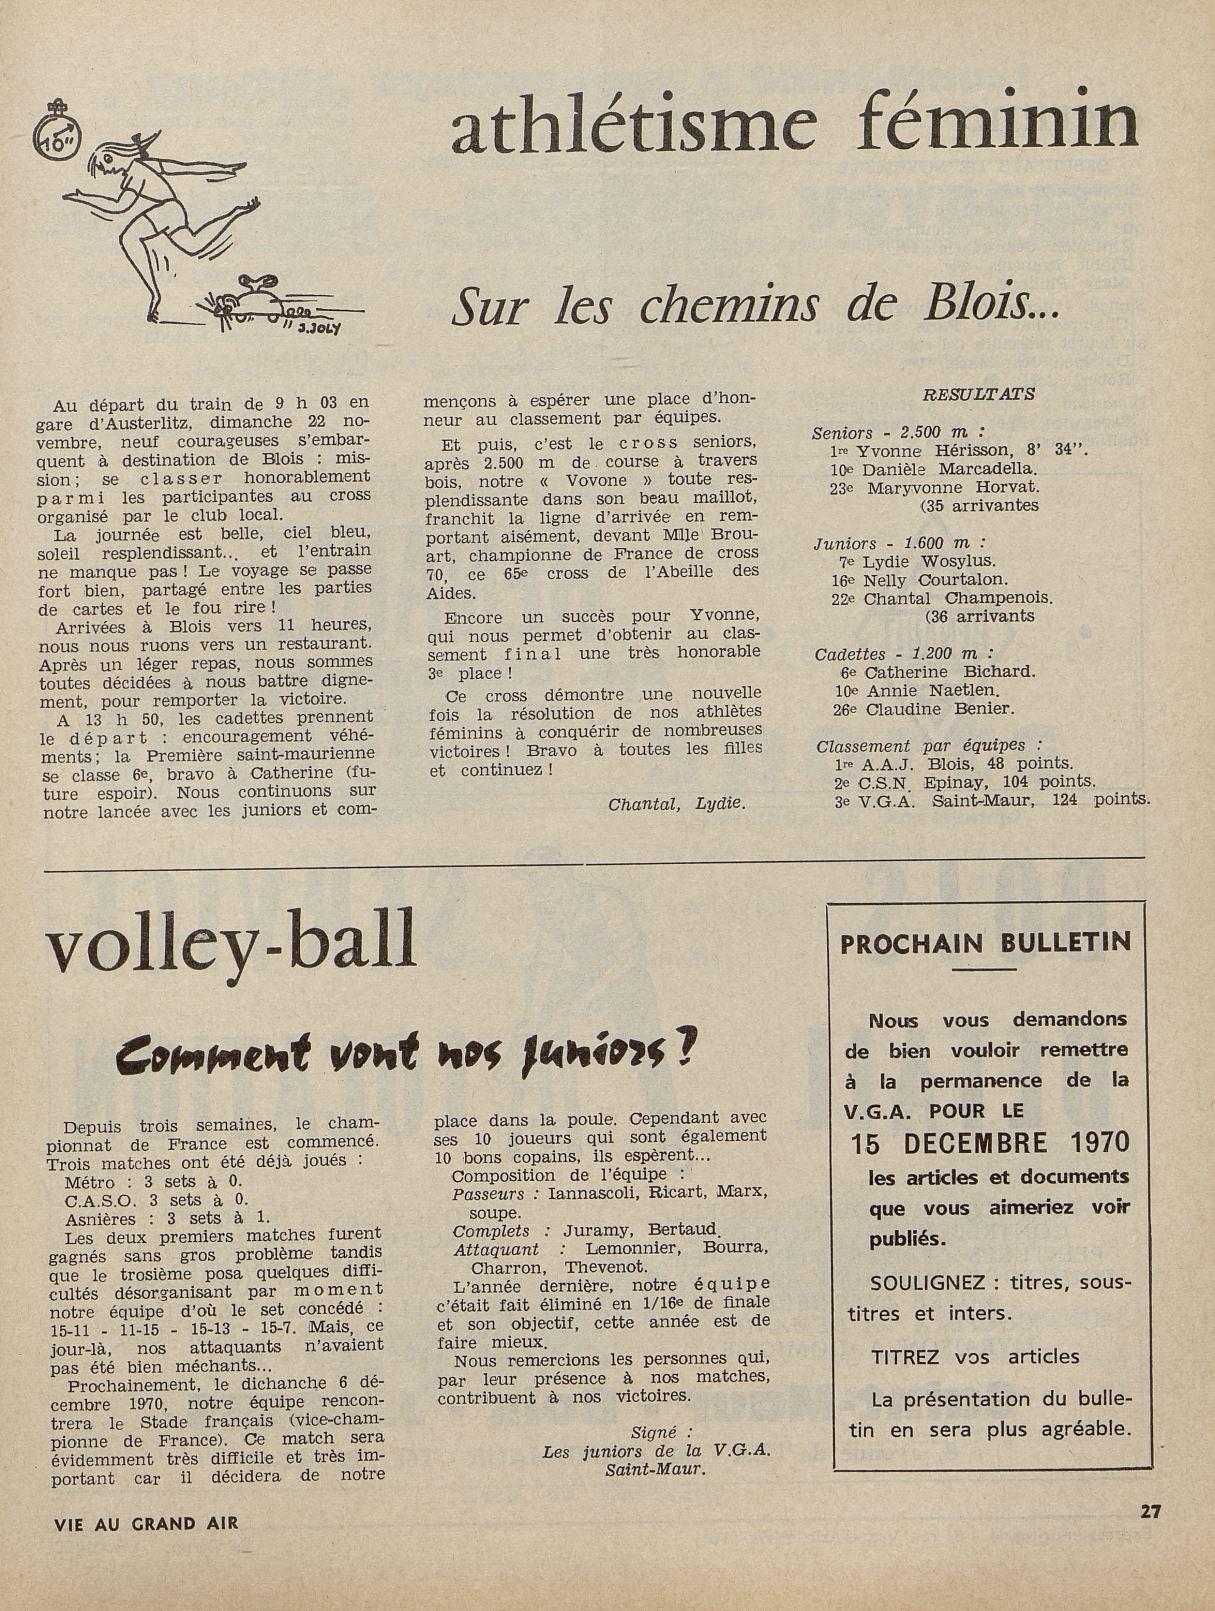 10"
J.JOLY
athlétisme féminin
Sur les chemins de Blois...
Au départ du train de 9 h 03 en
gare d'Austerlitz, dimanche 22 no-
vembre, neuf courageuses s'embar-
quent à destination de Blois : mis-
sion ; se classer honorablement
parmi les participantes au cross
organisé par le club local.
La journée est belle, ciel bleu,
soleil resplendissant... et l'entrain
ne manque pas ! Le voyage se passe
fort bien, partagé entre les parties
de cartes et le fou rire !
Arrivées à Blois vers 11 heures,
nous nous ruons vers un restaurant.
Après un léger repas, nous sommes
toutes décidées à nous battre digne-
ment, pour remporter la victoire.
A 13 h 50, les cadettes prennent
le départ : encouragement véhé-
ments ; la Première saint-maurienne
se classe 6e, bravo à Catherine (fu-
ture espoir). Nous continuons sur
notre lancée avec les juniors et com-
mençons à espérer une place d'hon-
neur au classement par équipes.
Et puis, c'est le cross seniors,
après 2.500 m de course à travers
bois, notre « Vovone » toute res-
plendissante dans son beau maillot,
franchit la ligne d'arrivée en rem-
portant aisément, devant Mlle Brou-
art, championne de France de cross
70, ce 65e cross de l'Abeille des
Aides.
Encore un succès pour Yvonne,
qui nous permet d'obtenir au clas-
sement final une très honorable
3e place !
Ce cross démontre une nouvelle
fois la résolution de nos athlètes
féminins à conquérir de nombreuses
victoires ! Bravo à toutes les filles
et continuez !
Chantal, Lydie.
RESULTATS
Seniors - 2.500 m :
1re Yvonne Hérisson, 8' 34".
10e Danièle Marcadella.
23e Maryvonne Horvat.
(35 arrivantes
Juniors - 1.600 m :
7e Lydie Wosylus.
16e Nelly Courtalon.
22e Chantal Champenois.
(36 arrivants
Cadettes - 1.200 m :
6e Catherine Bichard.
10e Annie Naetlen.
26e Claudine Benier.
Classement par équipes :
1re A.A.J. Blois, 48 points.
2e C.S.N. Epinay, 104 points.
3e V.G.A. Saint-Maur, 124 points.
volley-ball
Comment vont nos juniors ?
Depuis trois semaines, le cham-
pionnat de France est commencé.
Trois matches ont été déjà joués :
Métro : 3 sets à 0.
C.A.S.O. 3 sets à 0.
Asnières : 3 sets à 1.
Les deux premiers matches furent
gagnés sans gros problème tandis
que le trosième posa quelques diffi-
cultés désorganisant par moment
notre équipe d'où le set concédé :
15-11 - 11-15 - 15-13 - 15-7. Mais, ce
jour-là, nos attaquants n'avaient
pas été bien méchants...
Prochainement, le dichanche 6 dé-
cembre 1970, notre équipe rencon-
trera le Stade français (vice-cham-
pionne de France). Ce match sera
évidemment très difficile et très im-
portant car il décidera de notre
place dans la poule. Cependant avec
ses 10 joueurs qui sont également
10 bons copains, ils espèrent...
Composition de l'équipe :
Passeurs : Iannascoli, Ricart, Marx,
soupe.
Complets : Juramy, Bertaud.
Attaquant : Lemonnier, Bourra,
Charron, Thevenot.
L'année dernière, notre équipe
c'était fait éliminé en 1/16e de finale
et son objectif, cette année est de
faire mieux.
Nous remercions les personnes qui,
par leur présence à nos matches,
contribuent à nos victoires.
Signé :
Les juniors de la V.G.A.
Saint-Maur.
PROCHAIN BULLETIN
Nous vous demandons
de bien vouloir remettre
à la permanence de la
V.G.A. POUR LE
15 DECEMBRE 1970
les articles et documents
que vous aimeriez voir
publiés.
SOULIGNEZ : titres, sous-
titres et inters.
TITREZ vos articles
La présentation du bulle-
tin en sera plus agréable.
VIE AU GRAND AIR
27